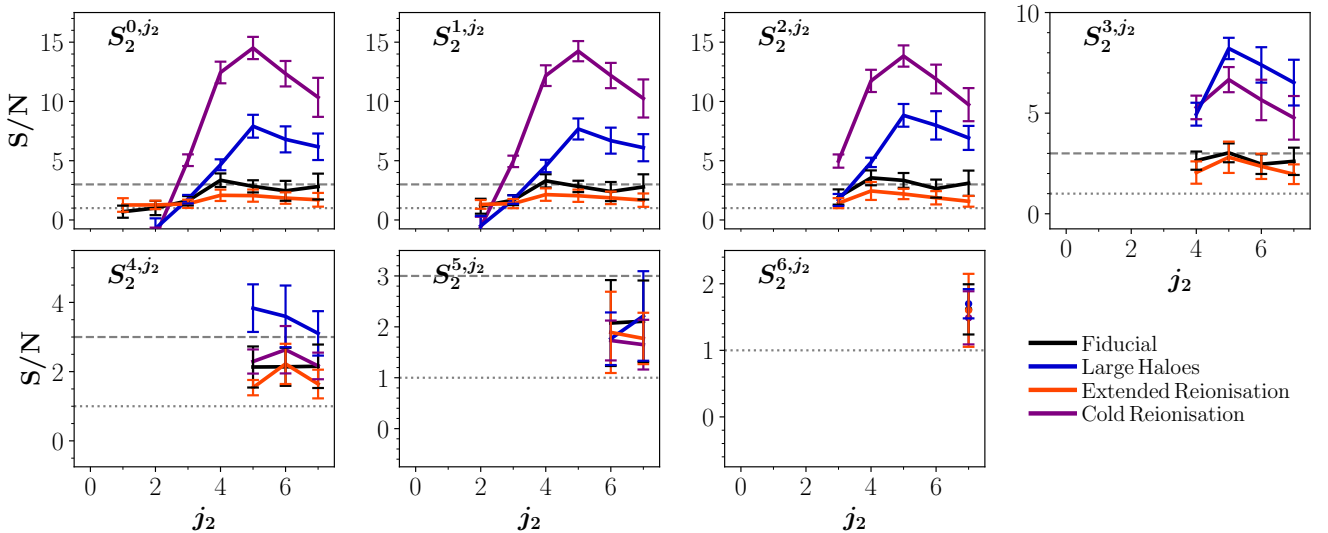 S_2^{0,j_2} S_2^{1,j_2} S_2^{2,j_2} S_2^{3,j_2}
S/N
15
10
5
0
15
10
5
0
15
10
5
0
10
5
0
0 2 4 6
j_2
S_2^{4,j_2} S_2^{5,j_2} S_2^{6,j_2}
S/N
4
2
0
3
2
1
0
2
1
0
0 2 4 6
0 2 4 6
0 2 4 6
j_2 j_2 j_2
Fiducial
Large Haloes
Extended Reionisation
Cold Reionisation